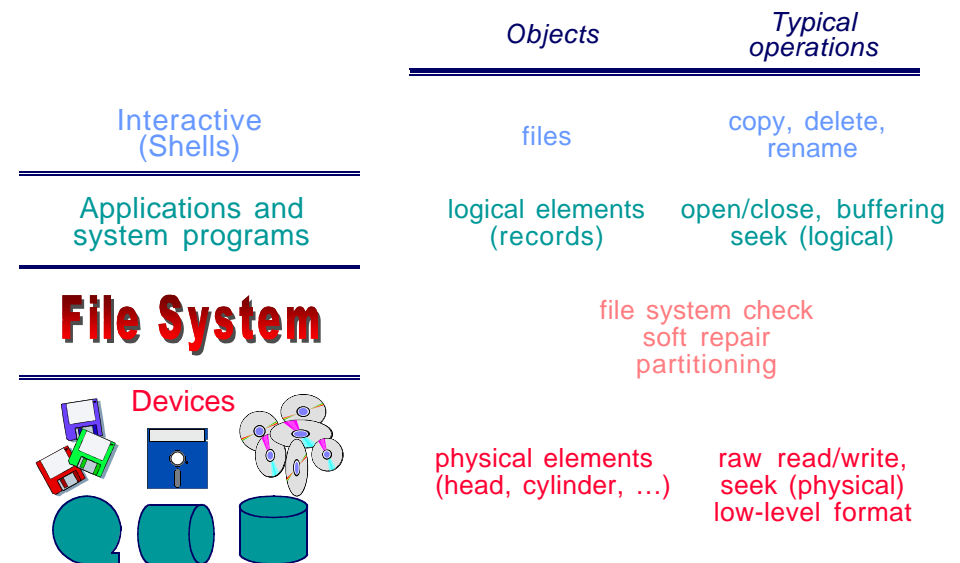 Objects
Typical
operations
Interactive
(Shells)
files
copy, delete,
rename
Applications and
system programs
logical elements
(records)
open/close, buffering
seek (logical)
File System
file system check
soft repair
partitioning
Devices
physical elements
(head, cylinder, …)
raw read/write,
seek (physical)
low-level format